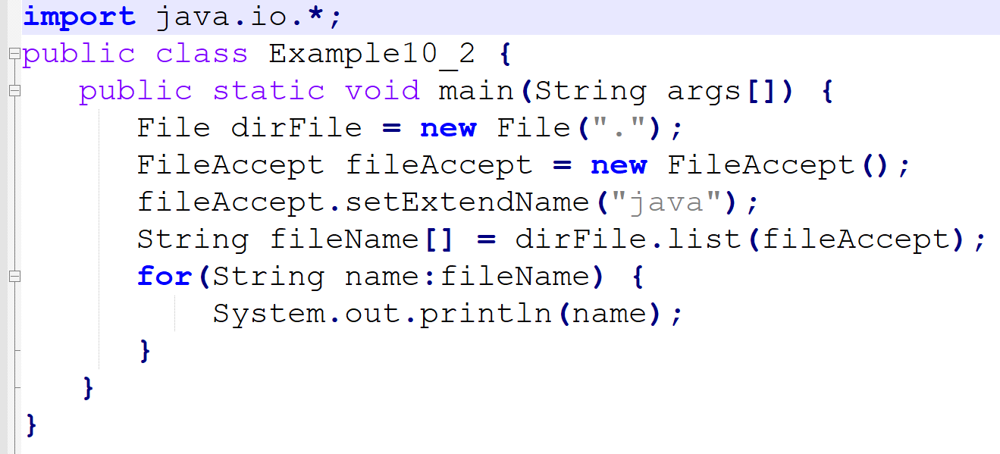 import java.io.*;
public class Example10_2 {
public static void main(String args[]) {
File dirFile = new File(".");
FileAccept fileAccept = new FileAccept();
fileAccept.setExtendName("java");
String fileName[] = dirFile.list(fileAccept);
for(String name:fileName) {
System.out.println(name);
}
}
}